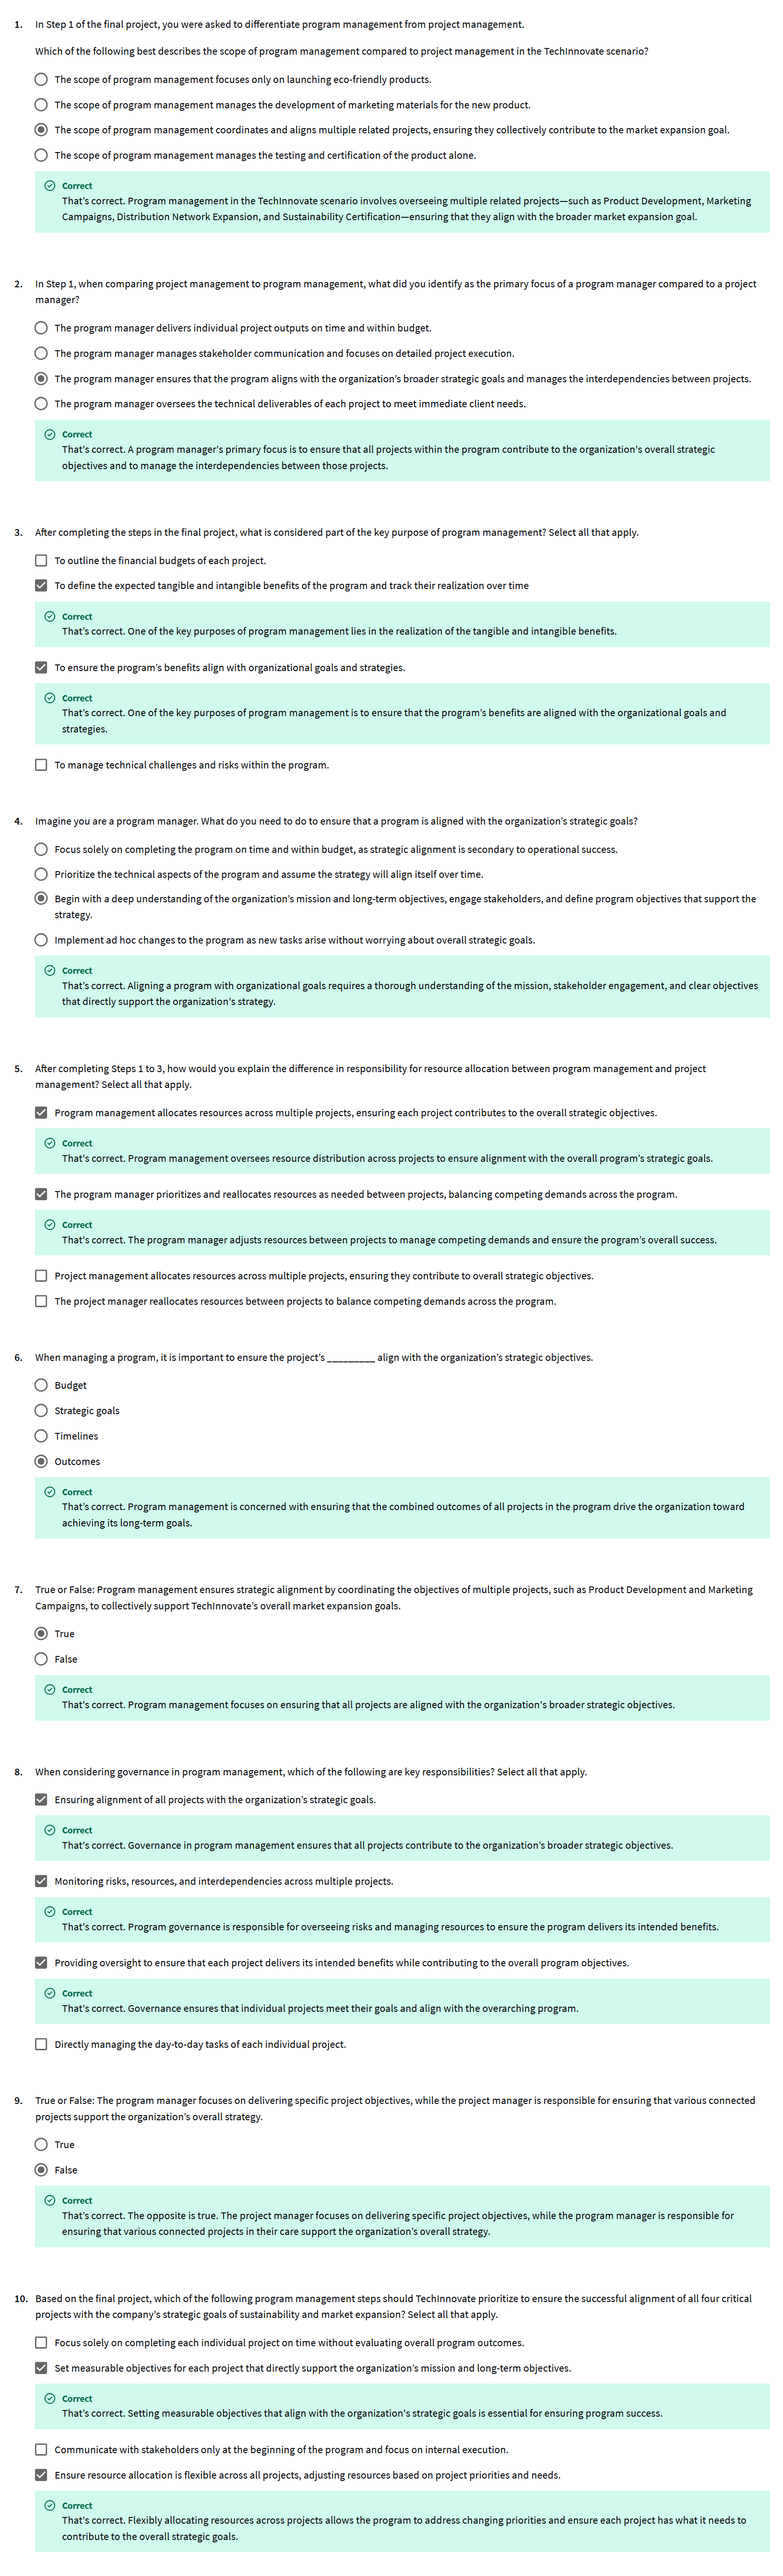 1. In Step 1 of the final project, you were asked to differentiate program management from project management.
Which of the following best describes the scope of program management compared to project management in the TechInnovate scenario?
The scope of program management focuses only on launching eco-friendly products.
The scope of program management manages the development of marketing materials for the new product.
The scope of program management coordinates and aligns multiple related projects, ensuring they collectively contribute to the market expansion goal.
The scope of program management manages the testing and certification of the product alone.
Correct
That's correct. Program management in the TechInnovate scenario involves overseeing multiple related projects—such as Product Development, Marketing
Campaigns, Distribution Network Expansion, and Sustainability Certification—ensuring that they align with the broader market expansion goal.
2. In Step 1, when comparing project management to program management, what did you identify as the primary focus of a program manager compared to a project
manager?
The program manager delivers individual project outputs on time and within budget.
The program manager manages stakeholder communication and focuses on detailed project execution.
The program manager ensures that the program aligns with the organization's broader strategic goals and manages the interdependencies between projects.
The program manager oversees the technical deliverables of each project to meet immediate client needs.
Correct
That's correct. A program manager's primary focus is to ensure that all projects within the program contribute to the organization's overall strategic
objectives and to manage the interdependencies between those projects.
3. After completing the steps in the final project, what is considered part of the key purpose of program management? Select all that apply.
To outline the financial budgets of each project.
To define the expected tangible and intangible benefits of the program and track their realization over time
Correct
That's correct. One of the key purposes of program management lies in the realization of the tangible and intangible benefits.
To ensure the program's benefits align with organizational goals and strategies.
Correct
That's correct. One of the key purposes of program management is to ensure that the program's benefits are aligned with the organizational goals and
strategies.
To manage technical challenges and risks within the program.
4. Imagine you are a program manager. What do you need to do to ensure that a program is aligned with the organization's strategic goals?
Focus solely on completing the program on time and within budget, as strategic alignment is secondary to operational success.
Prioritize the technical aspects of the program and assume the strategy will align itself over time.
Begin with a deep understanding of the organization's mission and long-term objectives, engage stakeholders, and define program objectives that support the
strategy.
Implement ad hoc changes to the program as new tasks arise without worrying about overall strategic goals.
Correct
That's correct. Aligning a program with organizational goals requires a thorough understanding of the mission, stakeholder engagement, and clear objectives
that directly support the organization's strategy.
5. After completing Steps 1 to 3, how would you explain the difference in responsibility for resource allocation between program management and project
management? Select all that apply.
Program management allocates resources across multiple projects, ensuring each project contributes to the overall strategic objectives.
Correct
That's correct. Program management oversees resource distribution across projects to ensure alignment with the overall program's strategic goals.
The program manager prioritizes and reallocates resources as needed between projects, balancing competing demands across the program.
Correct
That's correct. The program manager adjusts resources between projects to manage competing demands and ensure the program's overall success.
Project management allocates resources across multiple projects, ensuring they contribute to overall strategic objectives.
The project manager reallocates resources between projects to balance competing demands across the program.
6. When managing a program, it is important to ensure the project's _________ align with the organization's strategic objectives.
Budget
Strategic goals
Timelines
Outcomes
Correct
That's correct. Program management is concerned with ensuring that the combined outcomes of all projects in the program drive the organization toward
achieving its long-term goals.
7. True or False: Program management ensures strategic alignment by coordinating the objectives of multiple projects, such as Product Development and Marketing
Campaigns, to collectively support TechInnovate's overall market expansion goals.
True
False
Correct
That's correct. Program management focuses on ensuring that all projects are aligned with the organization's broader strategic objectives.
8. When considering governance in program management, which of the following are key responsibilities? Select all that apply.
Ensuring alignment of all projects with the organization's strategic goals.
Correct
That's correct. Governance in program management ensures that all projects contribute to the organization's broader strategic objectives.
Monitoring risks, resources, and interdependencies across multiple projects.
Correct
That's correct. Program governance is responsible for overseeing risks and managing resources to ensure the program delivers its intended benefits.
Providing oversight to ensure that each project delivers its intended benefits while contributing to the overall program objectives.
Correct
That's correct. Governance ensures that individual projects meet their goals and align with the overarching program.
Directly managing the day-to-day tasks of each individual project.
9. True or False: The program manager focuses on delivering specific project objectives, while the project manager is responsible for ensuring that various connected
projects support the organization's overall strategy.
True
False
Correct
That's correct. The opposite is true. The project manager focuses on delivering specific project objectives, while the program manager is responsible for
ensuring that various connected projects in their care support the organization's overall strategy.
10. Based on the final project, which of the following program management steps should TechInnovate prioritize to ensure the successful alignment of all four critical
projects with the company's strategic goals of sustainability and market expansion? Select all that apply.
Focus solely on completing each individual project on time without evaluating overall program outcomes.
Set measurable objectives for each project that directly support the organization's mission and long-term objectives.
Correct
That's correct. Setting measurable objectives that align with the organization's strategic goals is essential for ensuring program success.
Communicate with stakeholders only at the beginning of the program and focus on internal execution.
Ensure resource allocation is flexible across all projects, adjusting resources based on project priorities and needs.
Correct
That's correct. Flexibly allocating resources across projects allows the program to address changing priorities and ensure each project has what it needs to
contribute to the overall strategic goals.